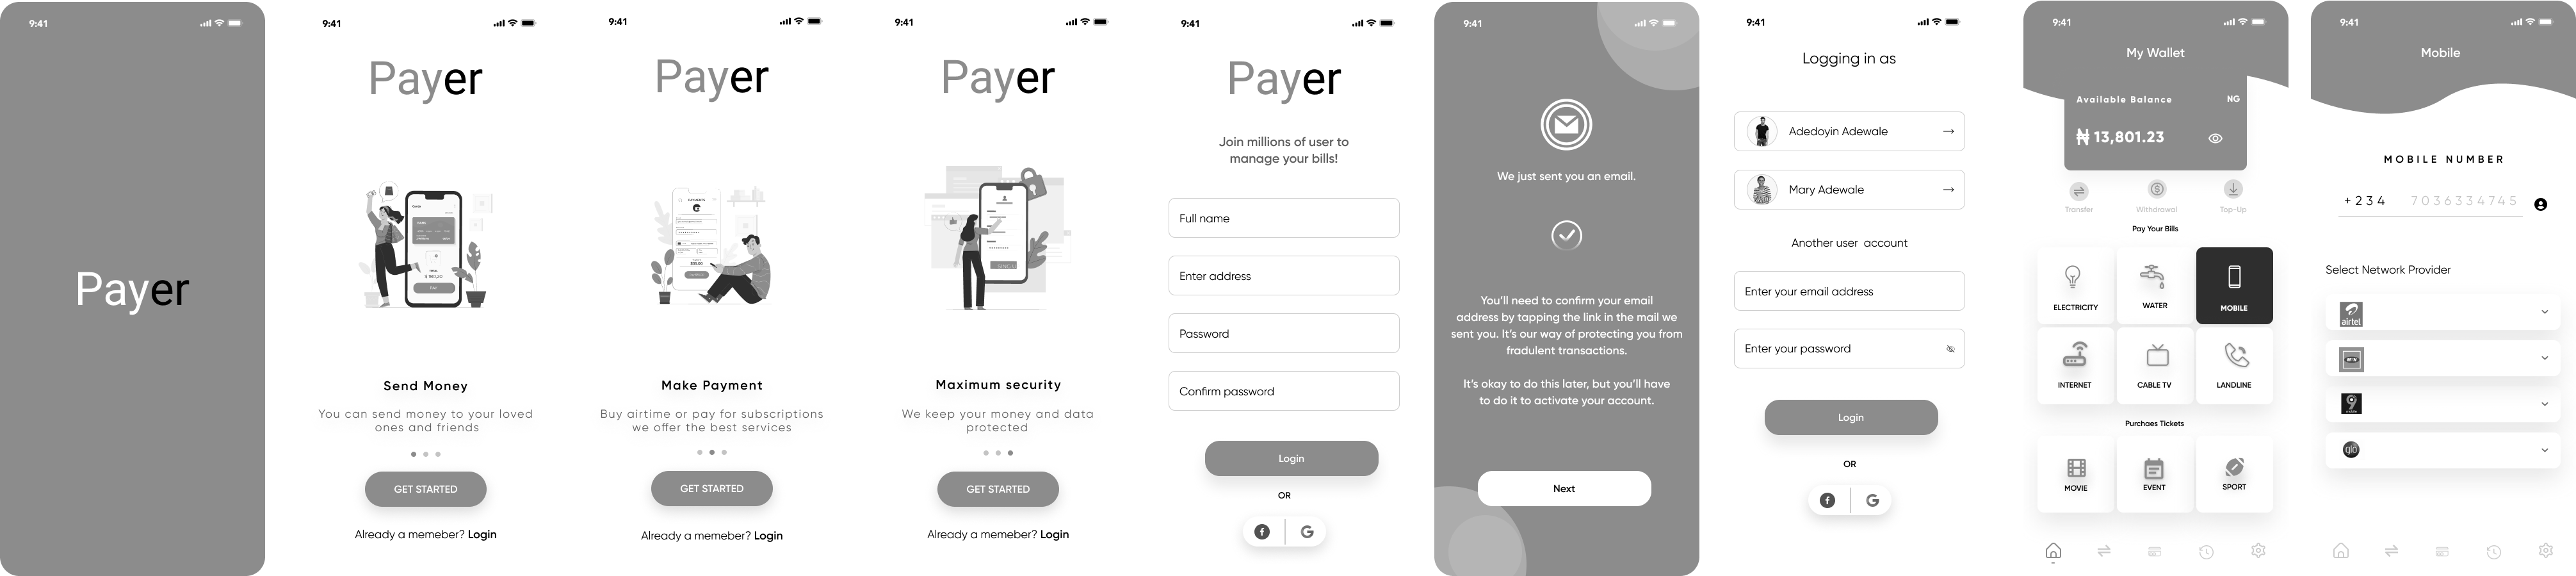 9:41
Payer
9:41
Payer
Send Money
You can send money to your loved
ones and friends
GET STARTED
Already a memeber? Login
9:41
Payer
PAYMENTS
Make Payment
Buy airtime or pay for subscriptions
we offer the best services
GET STARTED
Already a memeber? Login
9:41
Payer
Maximum security
We keep your money and data
protected
GET STARTED
Already a memeber? Login
9:41
Payer
Join millions of user to
manage your bills!
Full name
Enter address
Password
Confirm password
Login
OR
9:41
We just sent you an email.
You'll need to confirm your email
address by tapping the link in the mail we
sent you. It's our way of protecting you from
fradulent transactions.
It's okay to do this later, but you'll have
to do it to activate your account.
Next
9:41
Logging in as
Adedoyin Adewale
Mary Adewale
Another user account
Enter your email address
Enter your password
Login
OR
9:41
My Wallet
Available Balance NG
₦ 13,801.23
Transfer Withdrawal Top-Up
Pay Your Bills
ELECTRICITY WATER MOBILE
INTERNET CABLE TV LANDLINE
Purchaes Tickets
MOVIE EVENT SPORT
9:41
Mobile
MOBILE NUMBER
+234 7036334745
Select Network Provider
airtel
9
glo